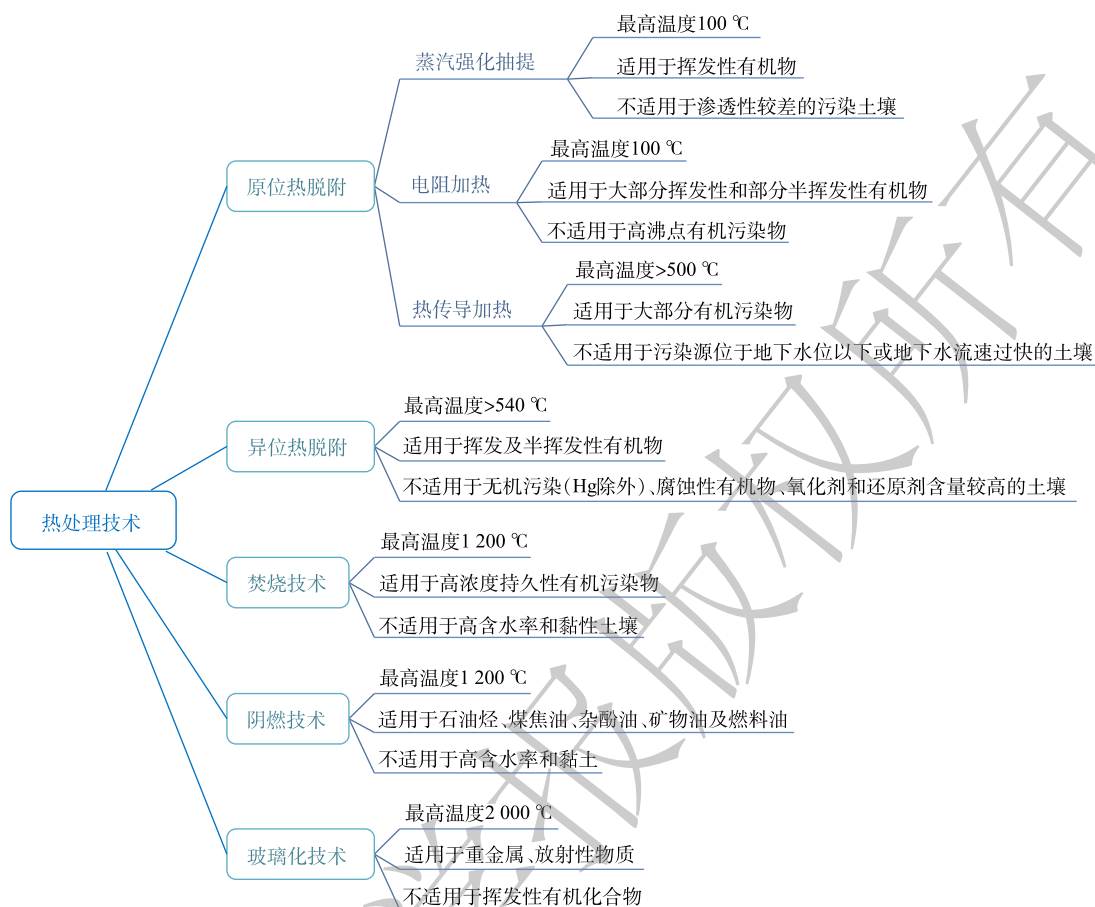 热处理技术
原位热脱附
蒸汽强化抽提
最高温度100 ℃
适用于挥发性有机物
不适用于渗透性较差的污染土壤
电阻加热
最高温度100 ℃
适用于大部分挥发性和部分半挥发性有机物
不适用于高沸点有机污染物
热传导加热
最高温度>500 ℃
适用于大部分有机污染物
不适用于污染源位于地下水位以下或地下水流速过快的土壤
异位热脱附
最高温度>540 ℃
适用于挥发及半挥发性有机物
不适用于无机污染(Hg除外)、腐蚀性有机物、氧化剂和还原剂含量较高的土壤
焚烧技术
最高温度1 200 ℃
适用于高浓度持久性有机污染物
不适用于高含水率和黏性土壤
阴燃技术
最高温度1 200 ℃
适用于石油烃、煤焦油、杂酚油、矿物油及燃料油
不适用于高含水率和黏土
玻璃化技术
最高温度2 000 ℃
适用于重金属、放射性物质
不适用于挥发性有机化合物
学报版权所有